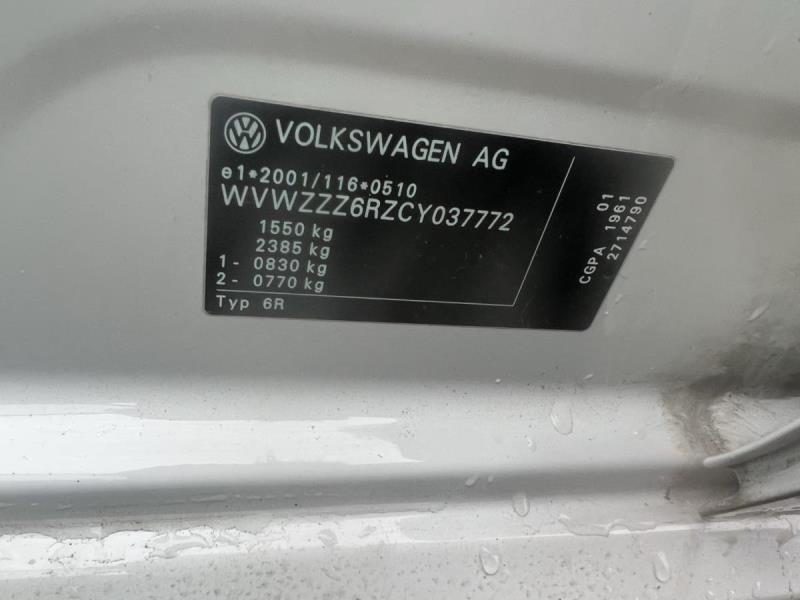 VOLKSWAGEN AG
e1*2001/116*0510
WVWZZZ6RZCY037772
1550 kg
2385 kg
1- 0830 kg
2- 0770 kg
Typ 6R
01
CGPA 1961
2714790